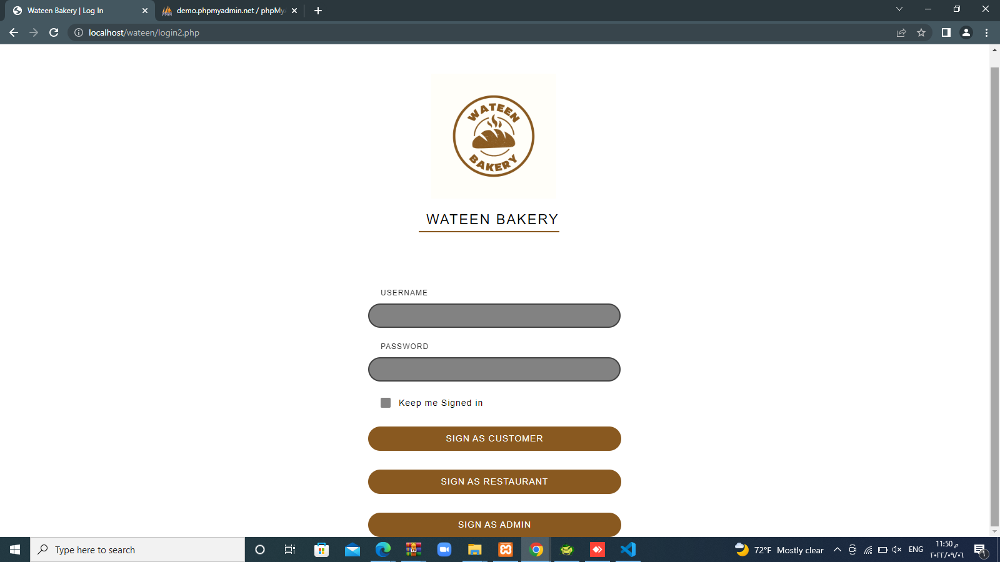 Wateen Bakery | Log In
demo.phpmyadmin.net / phpMy
localhost/wateen/login2.php
WATEEN
BAKERY
WATEEN BAKERY
USERNAME
PASSWORD
Keep me Signed in
SIGN AS CUSTOMER
SIGN AS RESTAURANT
SIGN AS ADMIN
Type here to search
72°F Mostly clear
ENG
11:50 م
٢٠٢٢/٠٩/٠٦
1